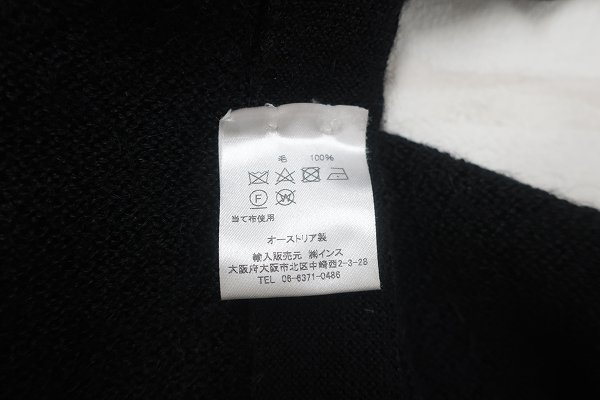 毛 100%
F W
当て布使用
オーストリア製
輸入販売元 ㈱インス
大阪府大阪市北区中崎西2-3-28
TEL 06-6371-0486